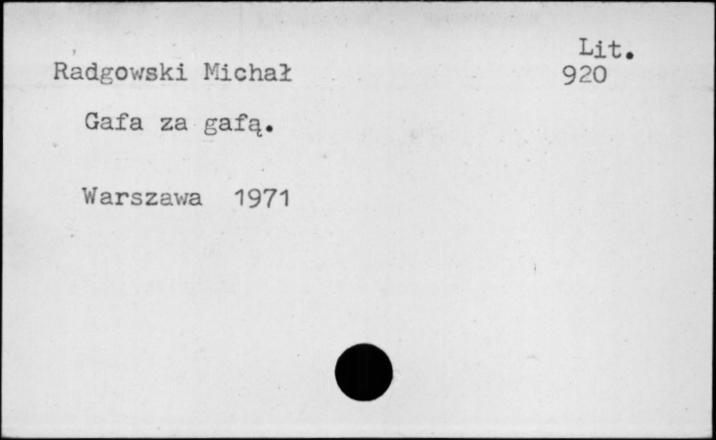 Lit.
Radgowski Michał 920
Gafa za gafą.
Warszawa 1971